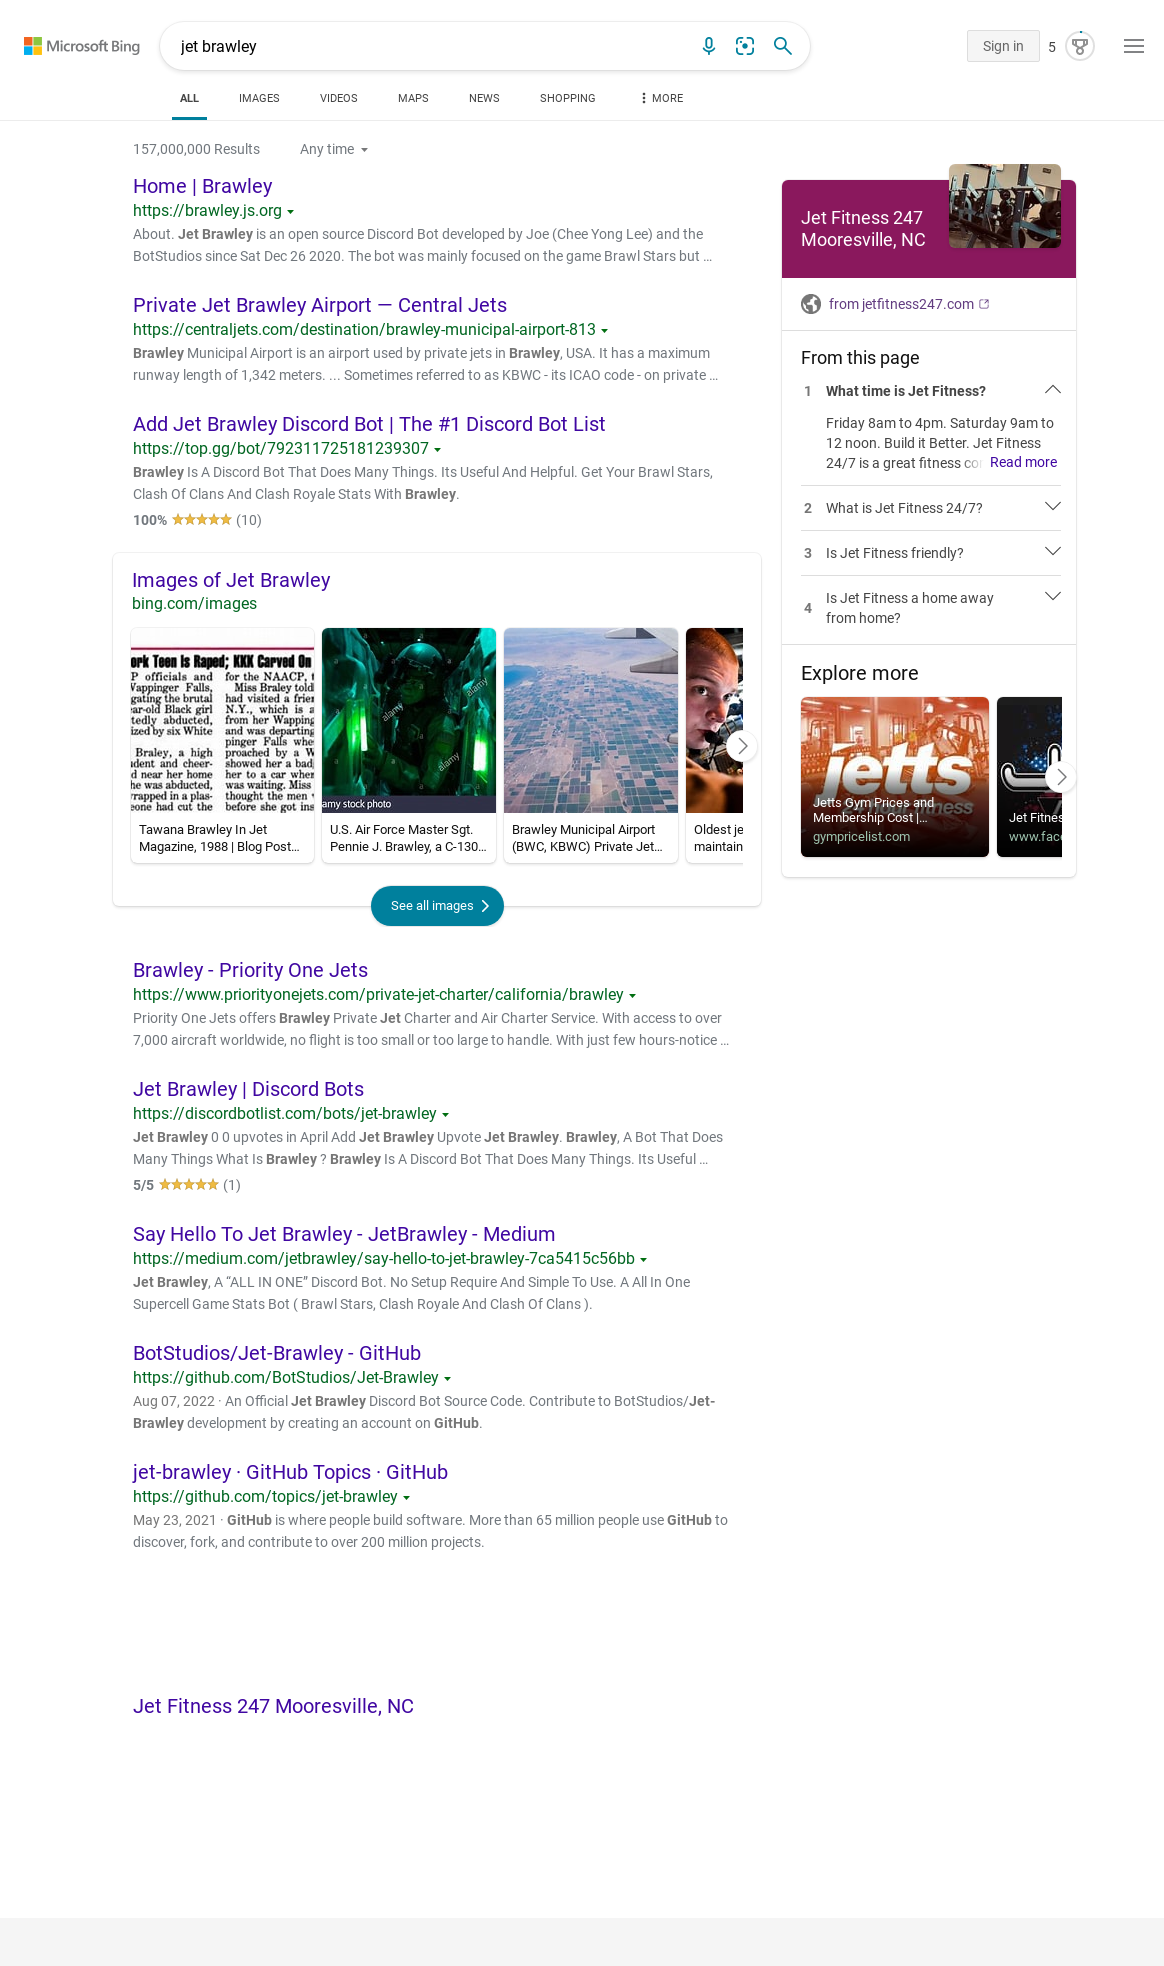 Microsoft Bing
jet brawley
Sign in
5
ALL
IMAGES
VIDEOS
MAPS
NEWS
SHOPPING
MORE
157,000,000 Results
Any time
Home | Brawley
https://brawley.js.org
About. Jet Brawley is an open source Discord Bot developed by Joe (Chee Yong Lee) and the
BotStudios since Sat Dec 26 2020. The bot was mainly focused on the game Brawl Stars but …
Private Jet Brawley Airport — Central Jets
https://centraljets.com/destination/brawley-municipal-airport-813
Brawley Municipal Airport is an airport used by private jets in Brawley, USA. It has a maximum
runway length of 1,342 meters. ... Sometimes referred to as KBWC - its ICAO code - on private …
Add Jet Brawley Discord Bot | The #1 Discord Bot List
https://top.gg/bot/792311725181239307
Brawley Is A Discord Bot That Does Many Things. Its Useful And Helpful. Get Your Brawl Stars,
Clash Of Clans And Clash Royale Stats With Brawley.
100% (10)
Images of Jet Brawley
bing.com/images
ork Teen Is Raped; KKK Carved On
P officials and
Wappinger Falls,
gating the brutal
ear-old Black girl
tedly abducted,
ized by six White
Braley, a high
dent and cheer-
d near her home
he was abducted,
rrapped in a plas-
eone had cut the
for the NAACP, t
Miss Braley told
had visited a frie
N.Y., which is a
from her Wapping
and was departing
pinger Falls when
proached by a W
showed her a bad
her to a car wher
was waiting. Miss
thought the men
before she got ins
a
a
a
a
alamy
alamy
alamy
amy stock photo
Tawana Brawley In Jet
Magazine, 1988 | Blog Post…
U.S. Air Force Master Sgt.
Pennie J. Brawley, a C-130…
Brawley Municipal Airport
(BWC, KBWC) Private Jet…
Oldest je
maintain
See all images
Brawley - Priority One Jets
https://www.priorityonejets.com/private-jet-charter/california/brawley
Priority One Jets offers Brawley Private Jet Charter and Air Charter Service. With access to over
7,000 aircraft worldwide, no flight is too small or too large to handle. With just few hours-notice …
Jet Brawley | Discord Bots
https://discordbotlist.com/bots/jet-brawley
Jet Brawley 0 0 upvotes in April Add Jet Brawley Upvote Jet Brawley. Brawley, A Bot That Does
Many Things What Is Brawley ? Brawley Is A Discord Bot That Does Many Things. Its Useful …
5/5 (1)
Say Hello To Jet Brawley - JetBrawley - Medium
https://medium.com/jetbrawley/say-hello-to-jet-brawley-7ca5415c56bb
Jet Brawley, A “ALL IN ONE” Discord Bot. No Setup Require And Simple To Use. A All In One
Supercell Game Stats Bot ( Brawl Stars, Clash Royale And Clash Of Clans ).
BotStudios/Jet-Brawley - GitHub
https://github.com/BotStudios/Jet-Brawley
Aug 07, 2022 · An Official Jet Brawley Discord Bot Source Code. Contribute to BotStudios/Jet-
Brawley development by creating an account on GitHub.
jet-brawley · GitHub Topics · GitHub
https://github.com/topics/jet-brawley
May 23, 2021 · GitHub is where people build software. More than 65 million people use GitHub to
discover, fork, and contribute to over 200 million projects.
Jet Fitness 247 Mooresville, NC
Jet Fitness 247
Mooresville, NC
from jetfitness247.com
From this page
1 What time is Jet Fitness?
Friday 8am to 4pm. Saturday 9am to
12 noon. Build it Better. Jet Fitness
24/7 is a great fitness co Read more
2 What is Jet Fitness 24/7?
3 Is Jet Fitness friendly?
4 Is Jet Fitness a home away
from home?
Explore more
jetts
24 hour fitness
Jetts Gym Prices and
Membership Cost |…
gympricelist.com
Jet Fitnes
www.fac